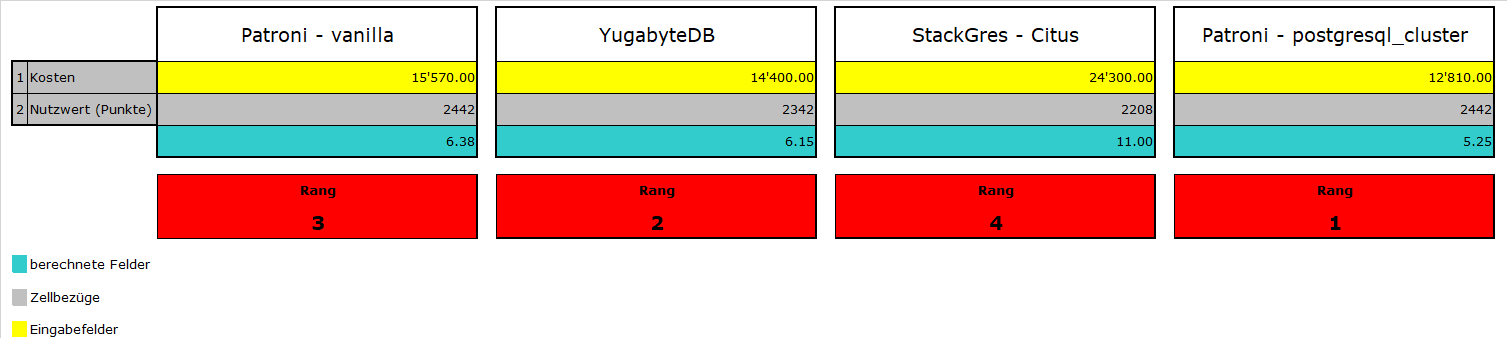 Patroni - vanilla YugabyteDB StackGres - Citus Patroni - postgresql_cluster
1 Kosten 15'570.00 14'400.00 24'300.00 12'810.00
2 Nutzwert (Punkte) 2442 2342 2208 2442
6.38 6.15 11.00 5.25
Rang Rang Rang Rang
3 2 4 1
berechnete Felder
Zellbezüge
Eingabefelder